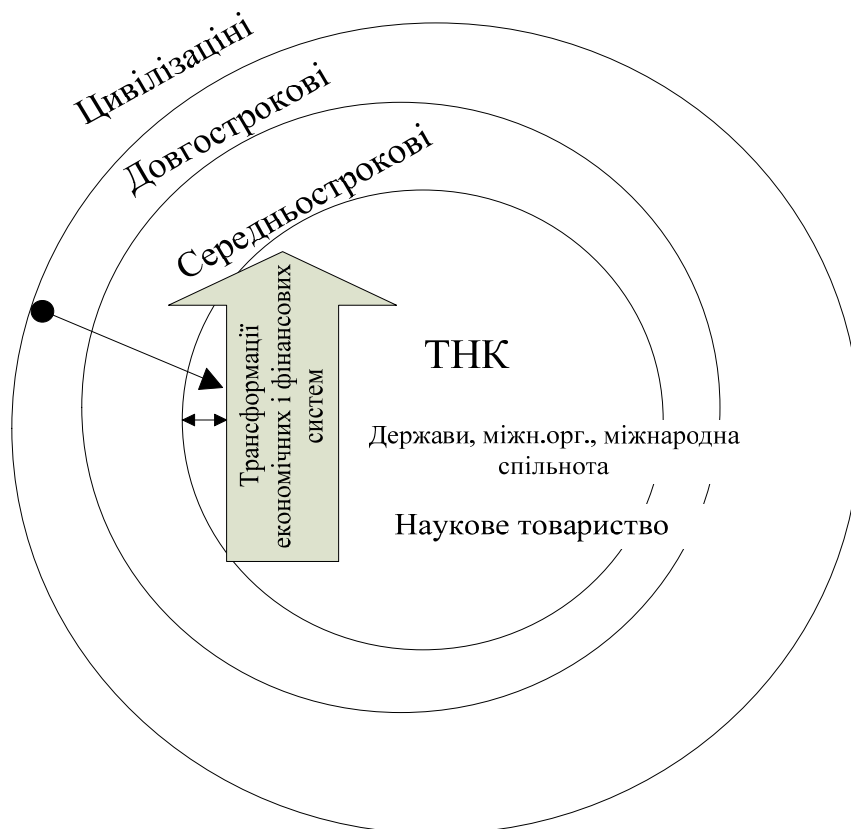 Цивілізаціні
Довгострокові
Середньострокові
Трансформації
економічних і фінансових
систем
ТНК
Держави, міжн.орг., міжнародна
спільнота
Наукове товариство